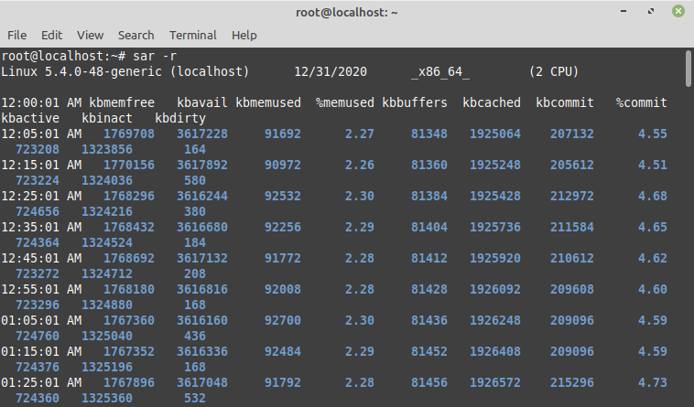 root@localhost: ~
File Edit View Search Terminal Help
root@localhost:~# sar -r
Linux 5.4.0-48-generic (localhost) 12/31/2020 _x86_64_ (2 CPU)
12:00:01 AM kbmemfree kbavail kbmemused %memused kbbuffers kbcached kbcommit %commit
kbactive kbinact kbdirty
12:05:01 AM 1769708 3617228 91692 2.27 81348 1925064 207132 4.55
723208 1323856 164
12:15:01 AM 1770156 3617892 90972 2.26 81360 1925248 205612 4.51
723224 1324036 580
12:25:01 AM 1768296 3616244 92532 2.30 81384 1925428 212972 4.68
724656 1324216 380
12:35:01 AM 1768432 3616680 92256 2.29 81404 1925736 211584 4.65
724364 1324524 184
12:45:01 AM 1768692 3617132 91772 2.28 81412 1925920 210612 4.62
723272 1324712 208
12:55:01 AM 1768180 3616816 92008 2.28 81428 1926092 209608 4.60
723296 1324880 168
01:05:01 AM 1767360 3616160 92700 2.30 81436 1926248 209096 4.59
724760 1325040 436
01:15:01 AM 1767352 3616336 92484 2.29 81452 1926408 209096 4.59
724376 1325196 168
01:25:01 AM 1767896 3617048 91792 2.28 81456 1926572 215296 4.73
724360 1325360 532